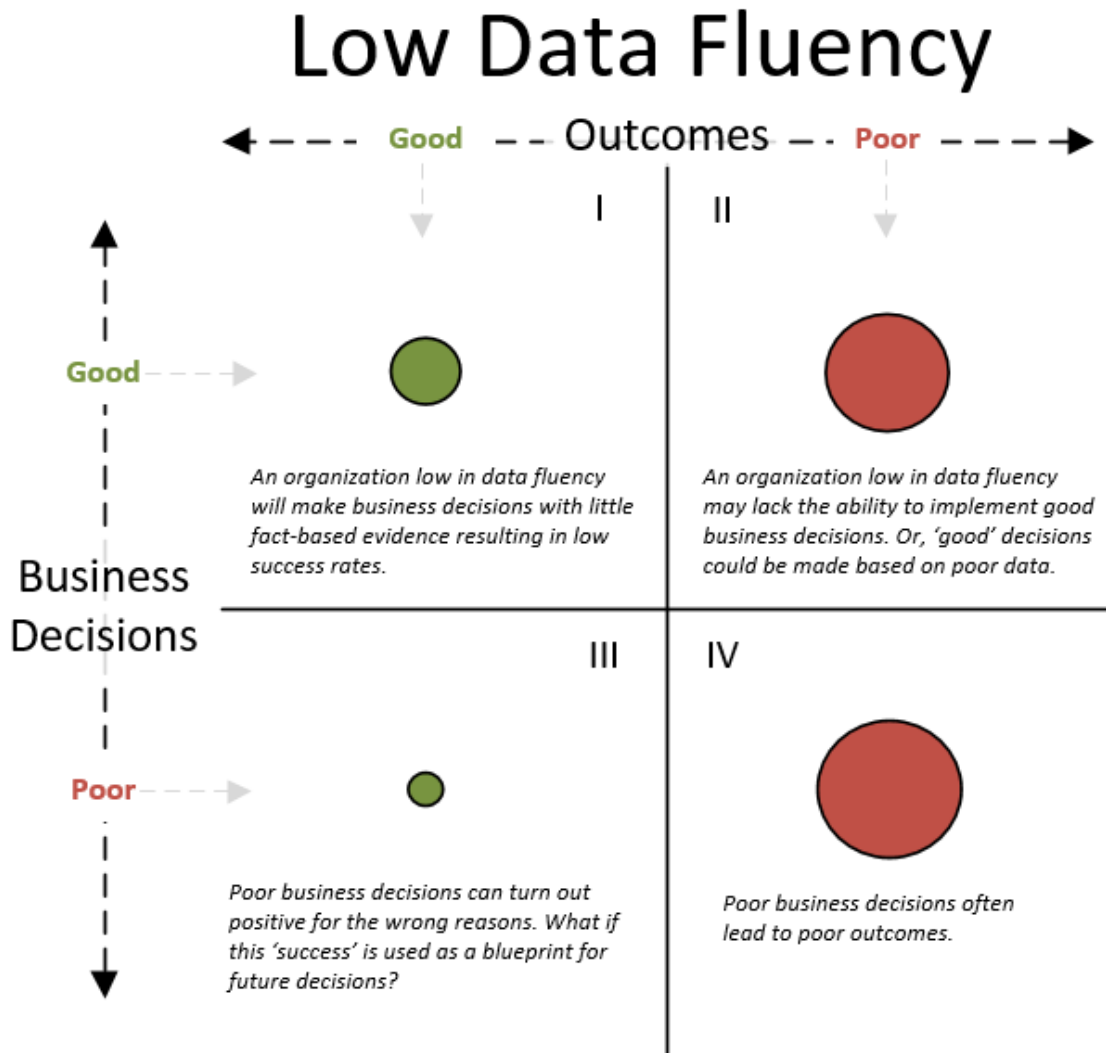 Low Data Fluency
Good
Outcomes
Poor
I
II
Good
An organization low in data fluency
will make business decisions with little
fact-based evidence resulting in low
success rates.
An organization low in data fluency
may lack the ability to implement good
business decisions. Or, ‘good’ decisions
could be made based on poor data.
Business
Decisions
III
IV
Poor
Poor business decisions can turn out
positive for the wrong reasons. What if
this ‘success’ is used as a blueprint for
future decisions?
Poor business decisions often
lead to poor outcomes.